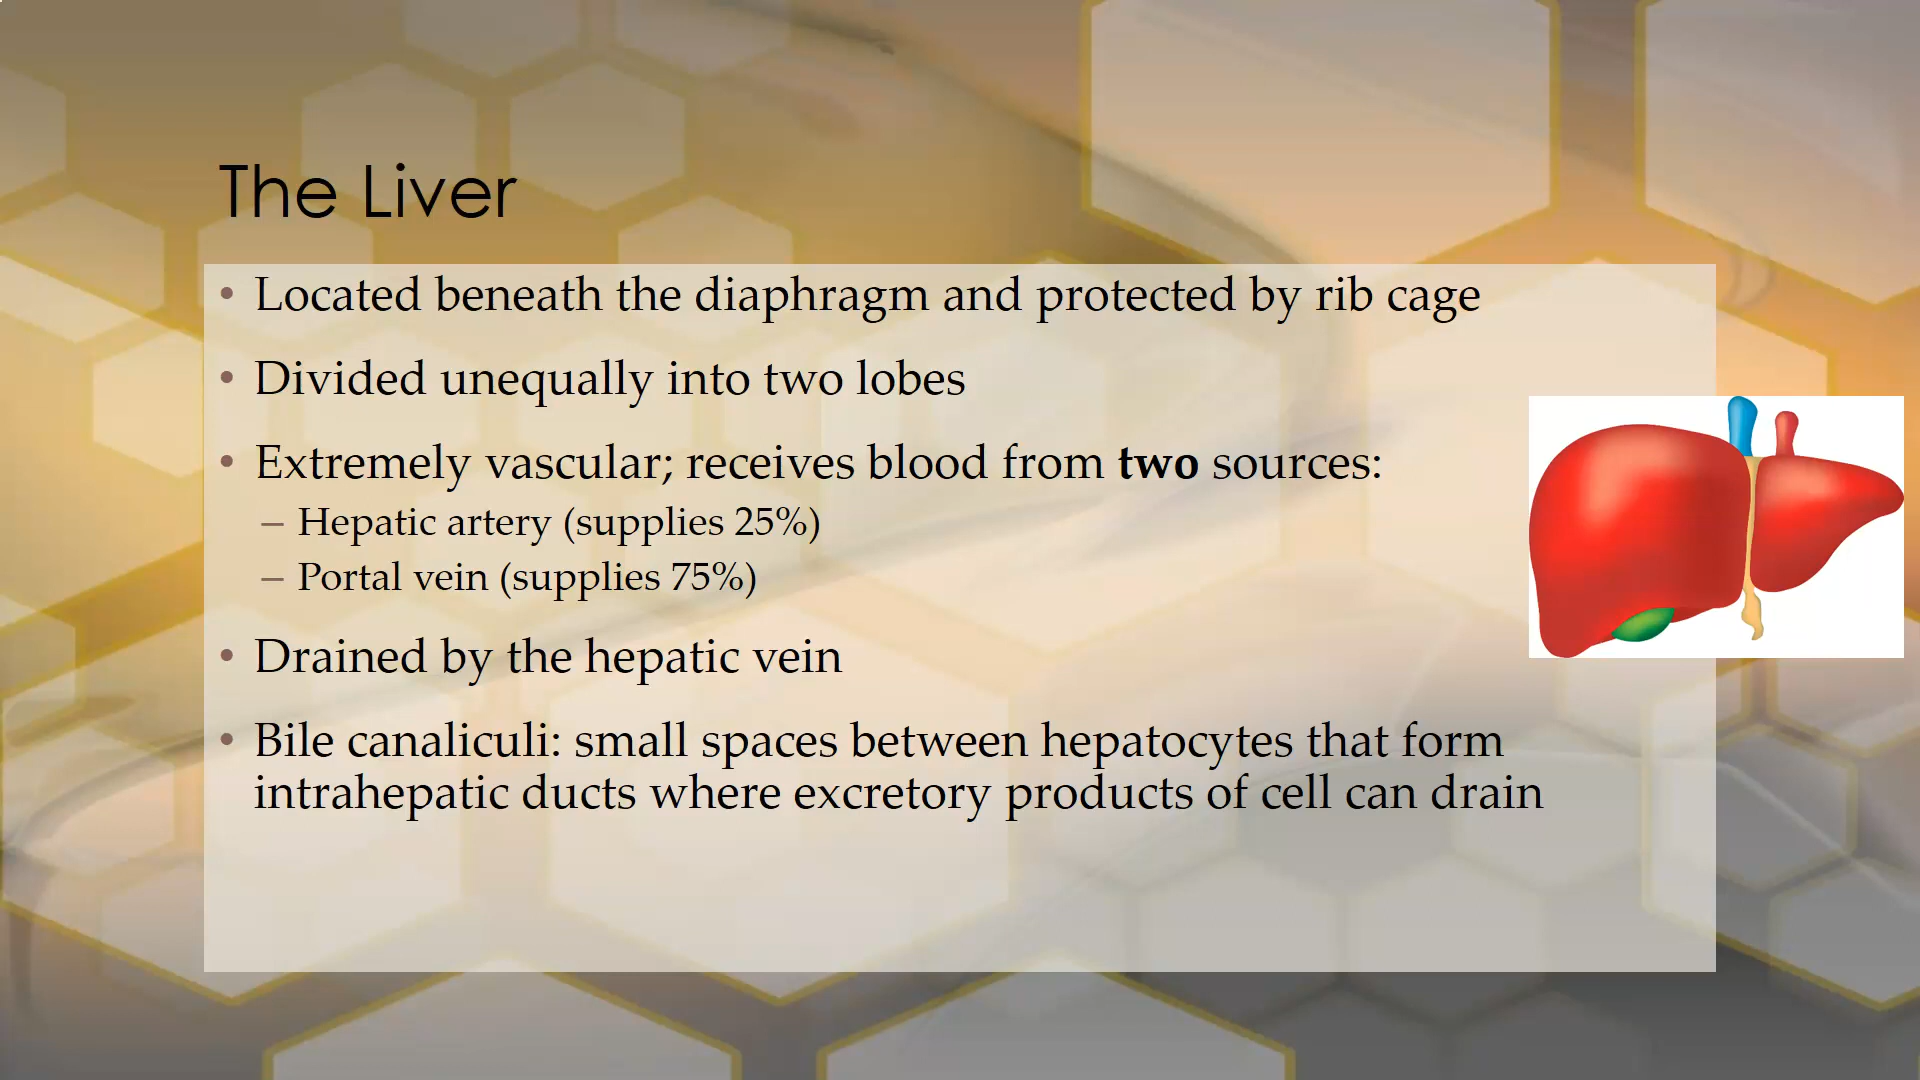 The Liver
• Located beneath the diaphragm and protected by rib cage
• Divided unequally into two lobes
• Extremely vascular; receives blood from two sources:
– Hepatic artery (supplies 25%)
– Portal vein (supplies 75%)
• Drained by the hepatic vein
• Bile canaliculi: small spaces between hepatocytes that form
intrahepatic ducts where excretory products of cell can drain